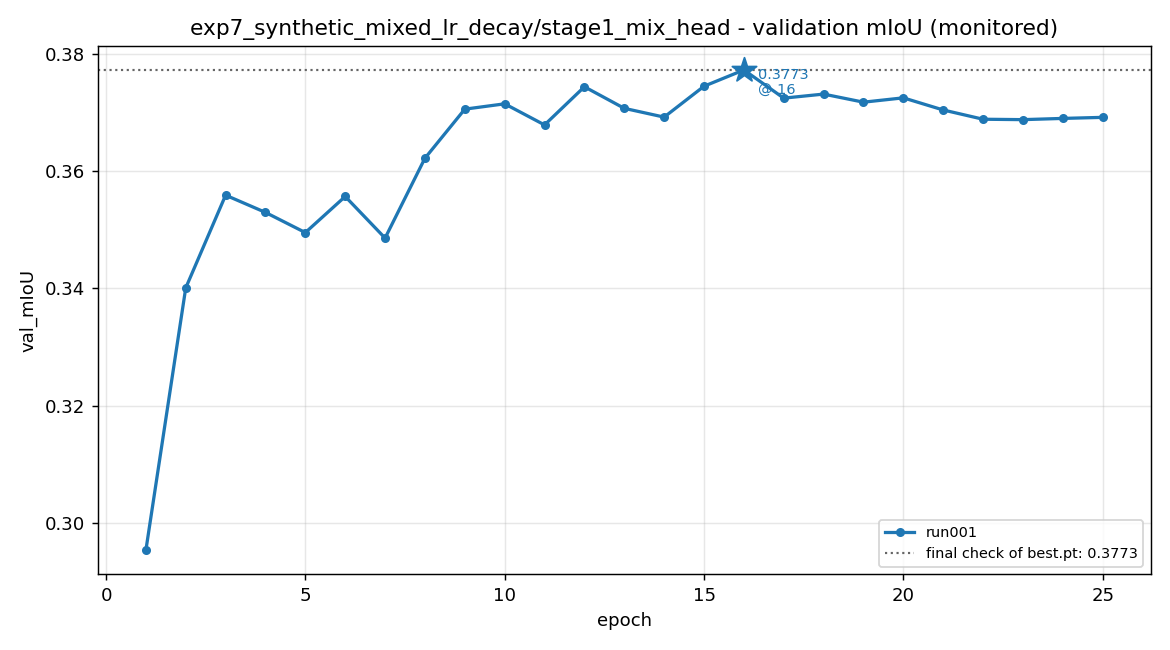 exp7_synthetic_mixed_lr_decay/stage1_mix_head - validation mIoU (monitored)
val_mIoU
0.38
0.36
0.34
0.32
0.30
0.3773
@ 16
run001
final check of best.pt: 0.3773
0
5
10
15
20
25
epoch